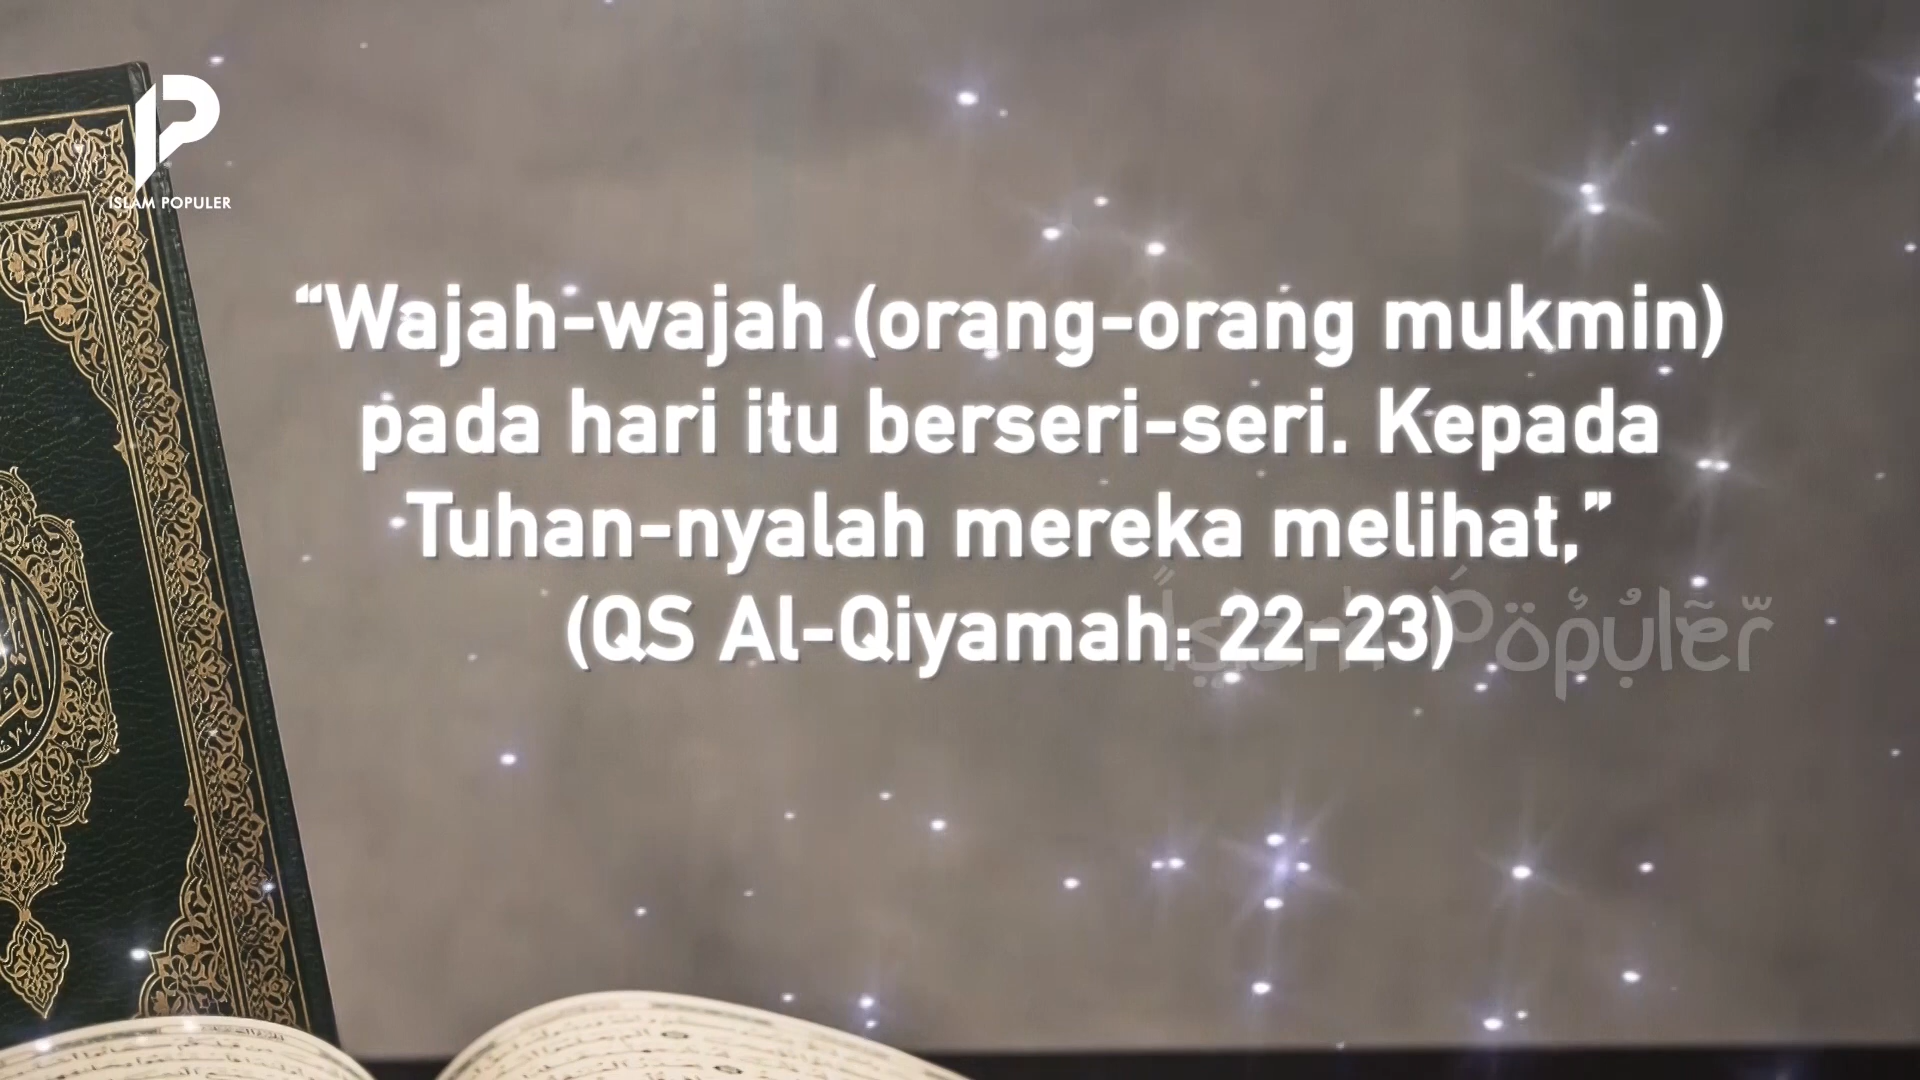 ISLAM POPULER
“Wajah-wajah (orang-orang mukmin)
pada hari itu berseri-seri. Kepada
Tuhan-nyalah mereka melihat,”
(QS Al-Qiyamah: 22-23)
Islam Populer